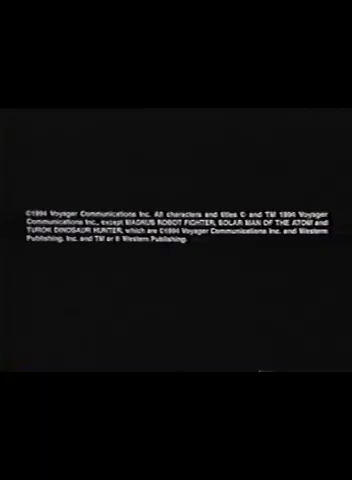 ©1994 Voyager Communications Inc. All characters and titles © and TM 1994 Voyager
Communications Inc., except MAGNUS ROBOT FIGHTER, SOLAR MAN OF THE ATOM and
TUROK DINOSAUR HUNTER, which are ©1994 Voyager Communications Inc. and Western
Publishing, Inc. and TM or ® Western Publishing.